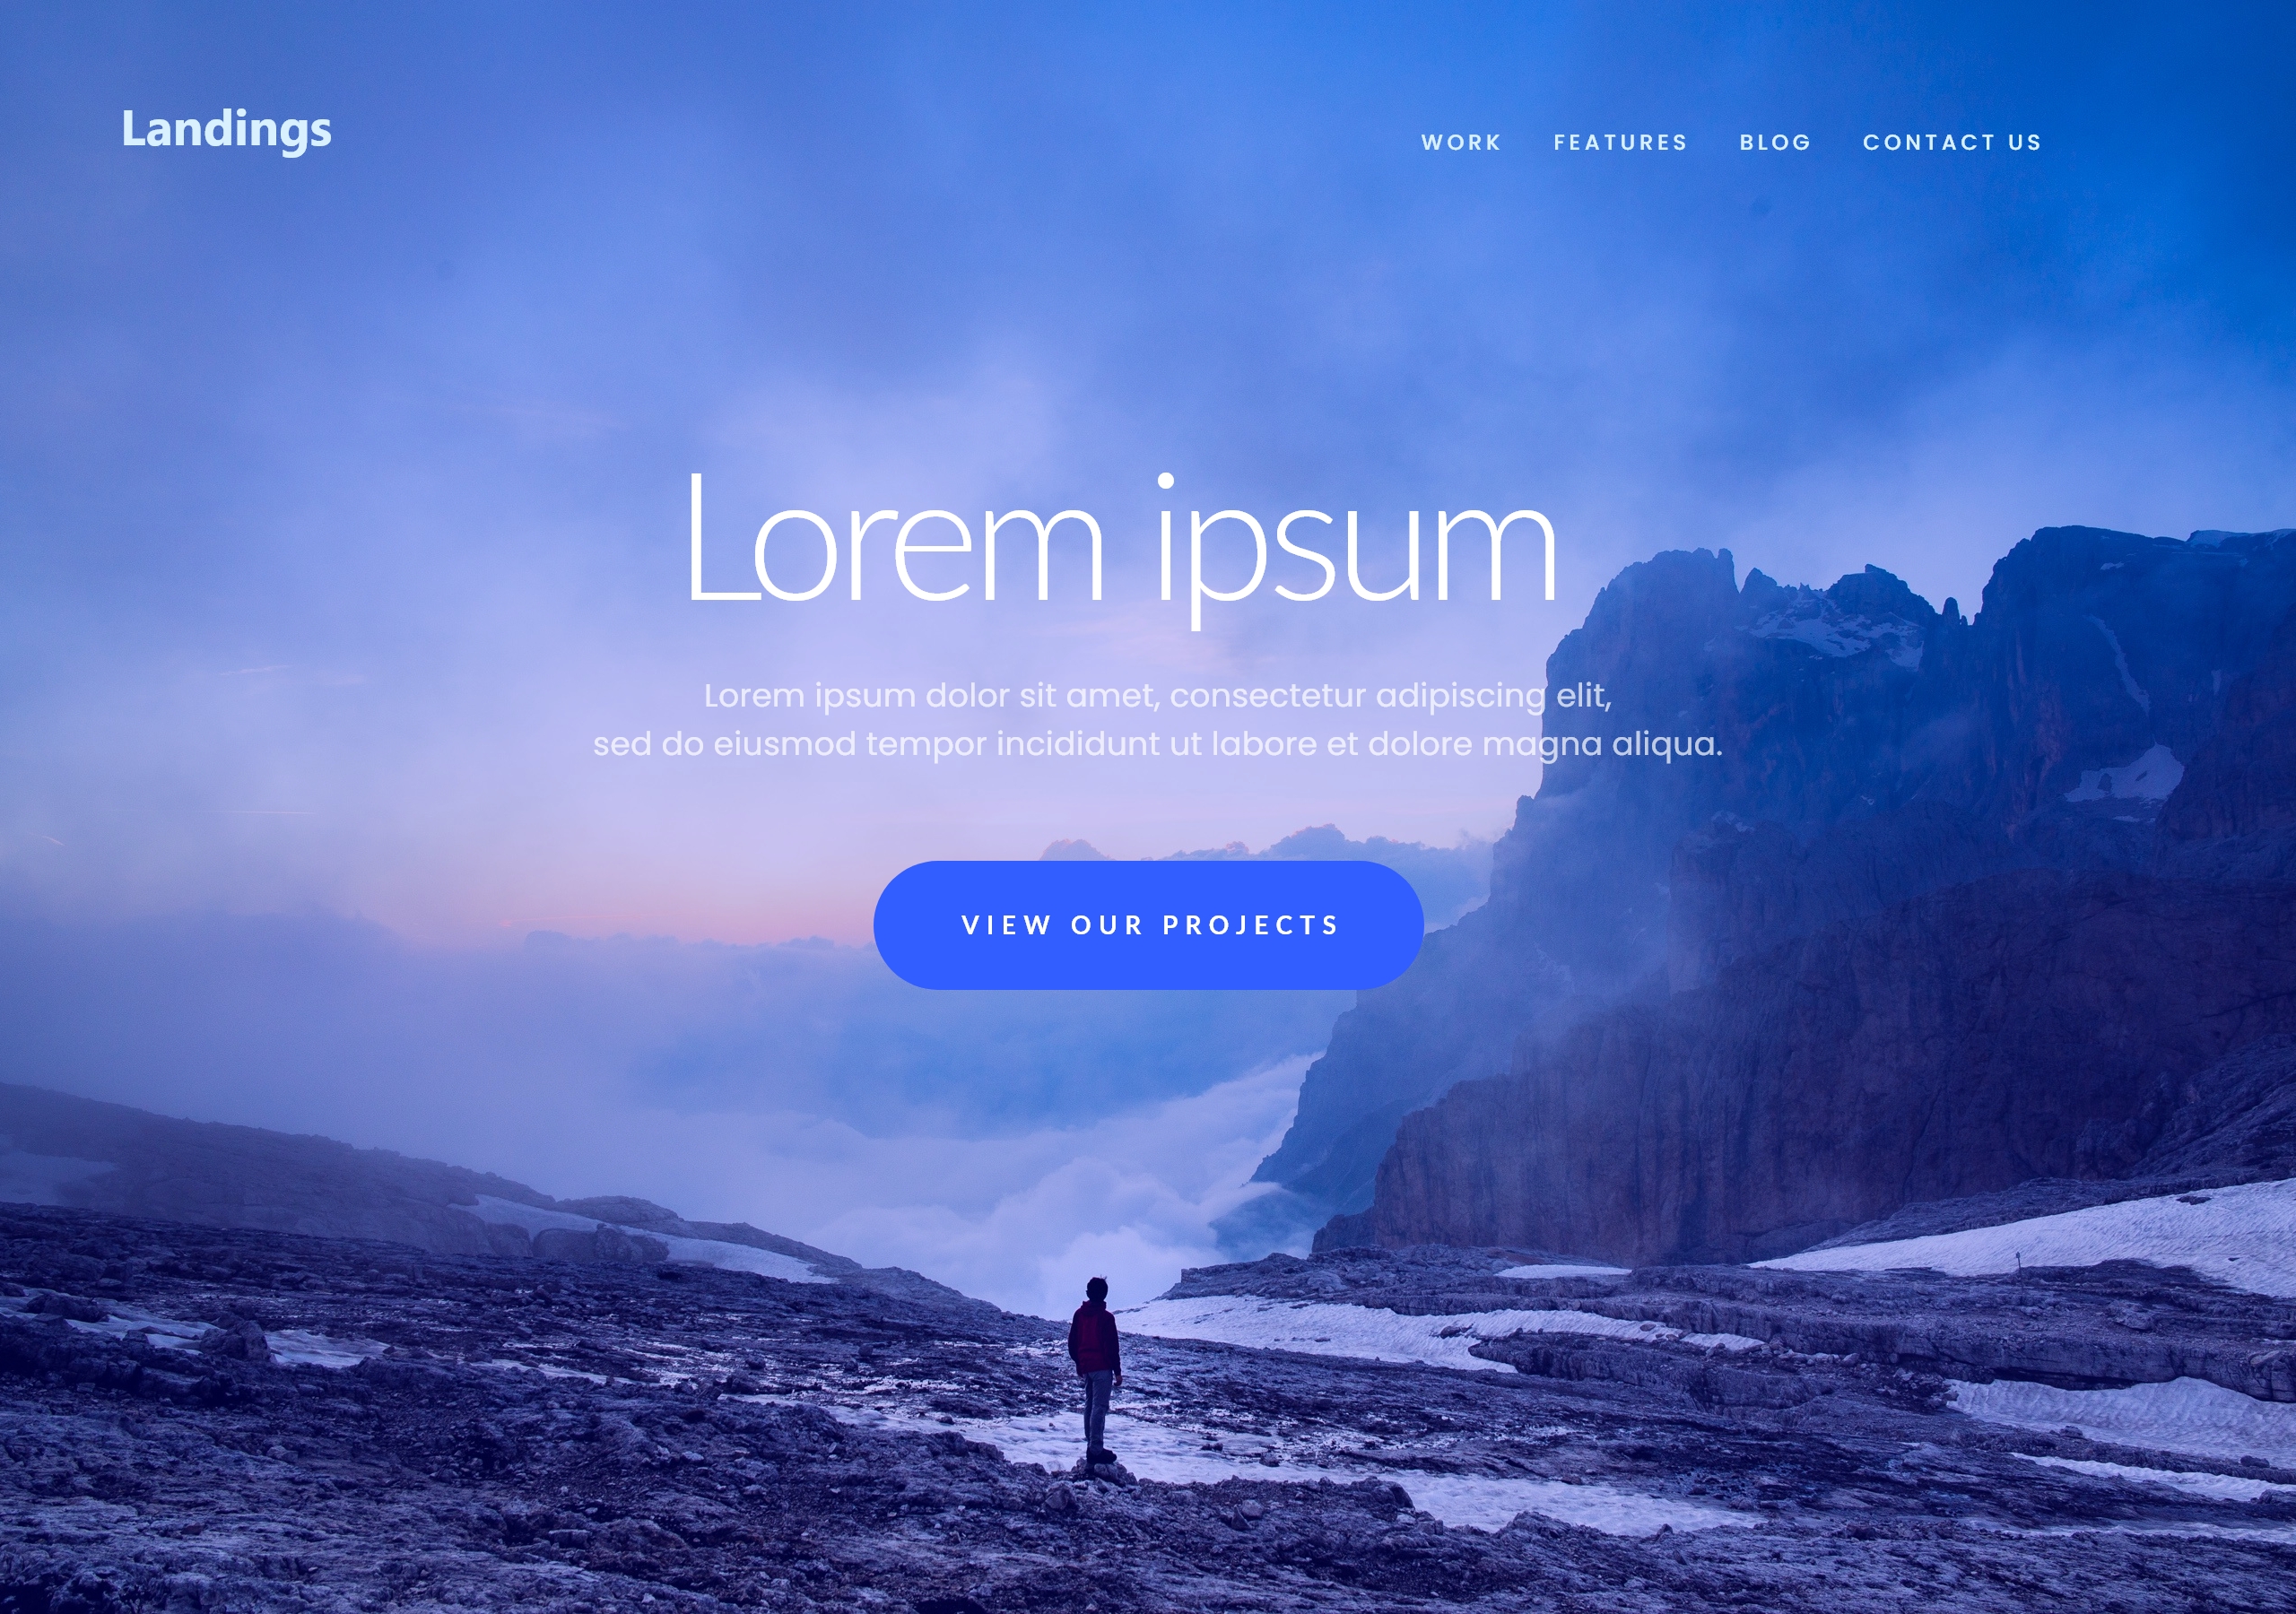 Landings
WORK FEATURES BLOG CONTACT US
Lorem ipsum
Lorem ipsum dolor sit amet, consectetur adipiscing elit,
sed do eiusmod tempor incididunt ut labore et dolore magna aliqua.
VIEW OUR PROJECTS